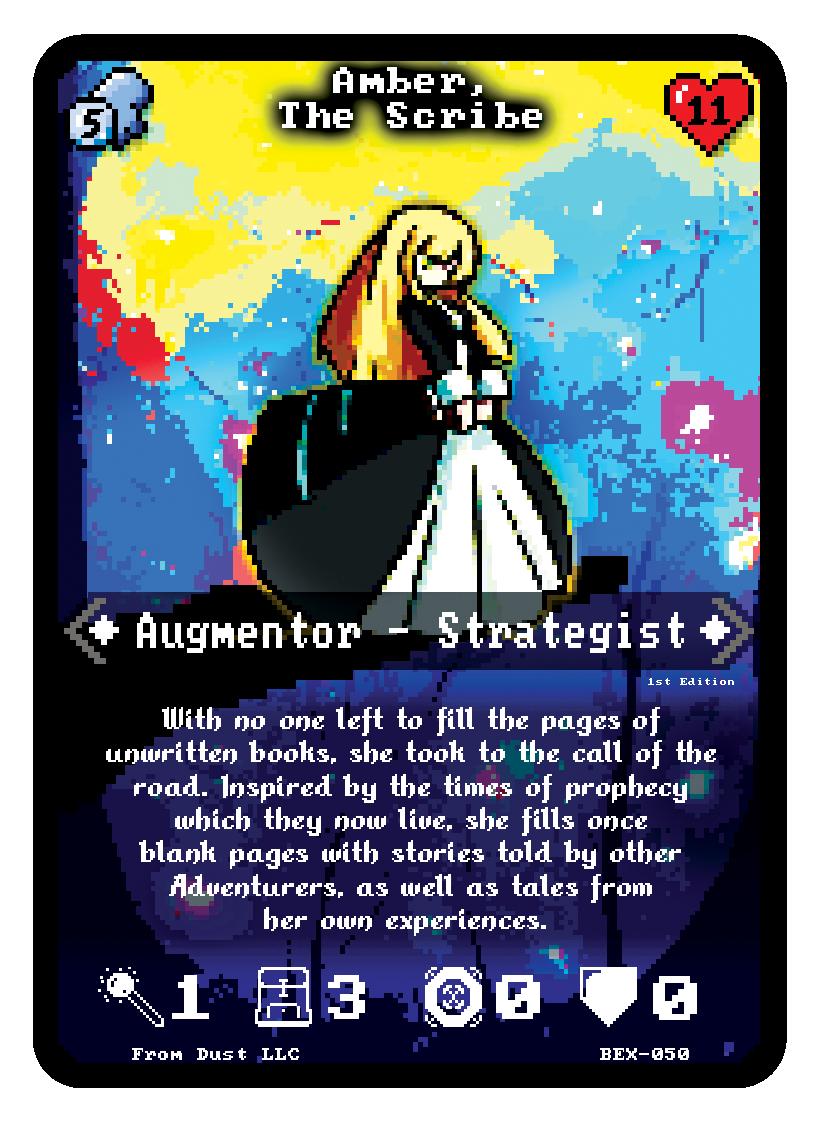 Amber,
The Scribe
5
11
Augmentor - Strategist
1st Edition
With no one left to fill the pages of
unwritten books, she took to the call of the
road. Inspired by the times of prophecy
which they now live, she fills once
blank pages with stories told by other
Adventurers, as well as tales from
her own experiences.
1 3 0 0
From Dust LLC BEX-050